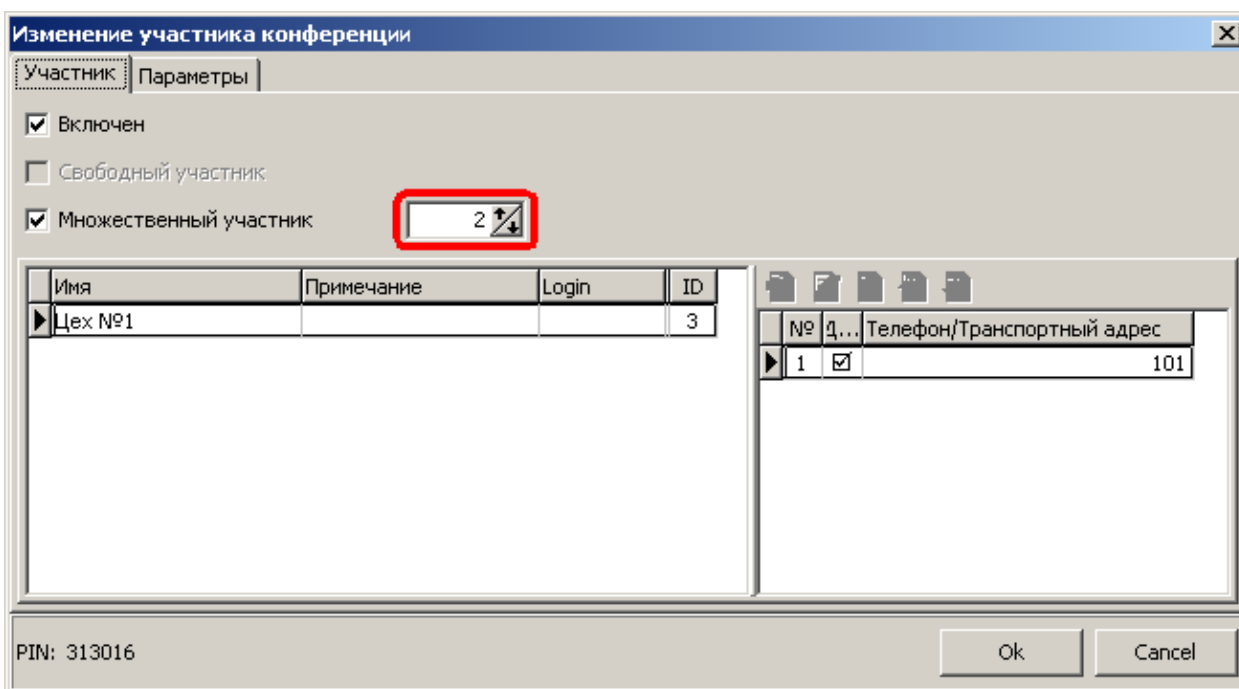 Изменение участника конференции
Участник Параметры
Включен
Свободный участник
Множественный участник 2
Имя Примечание Login ID
Цех №1 3
№ Д... Телефон/Транспортный адрес
1 101
PIN: 313016 Ok Cancel